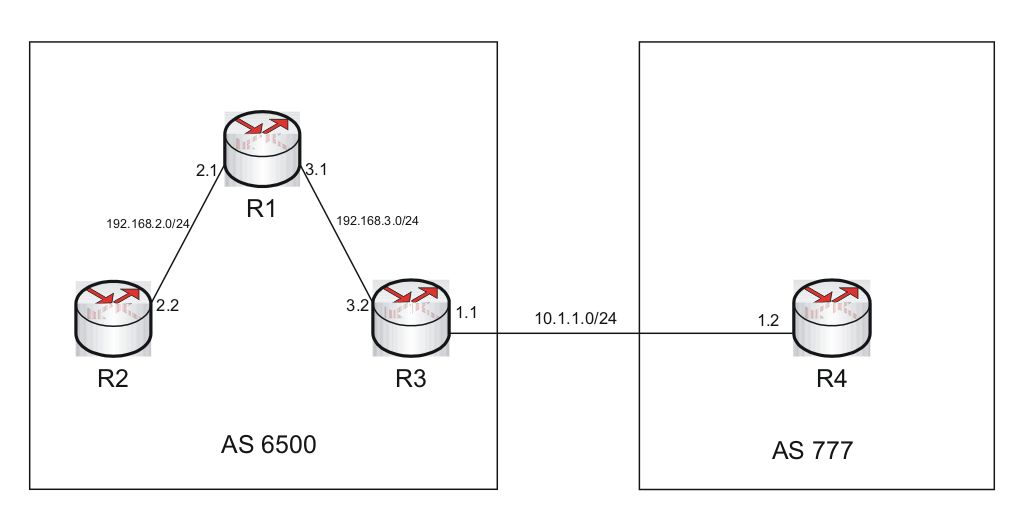 2.1
3.1
R1
192.168.2.0/24
192.168.3.0/24
2.2
3.2
1.1
10.1.1.0/24
1.2
R2
R3
R4
AS 6500
AS 777